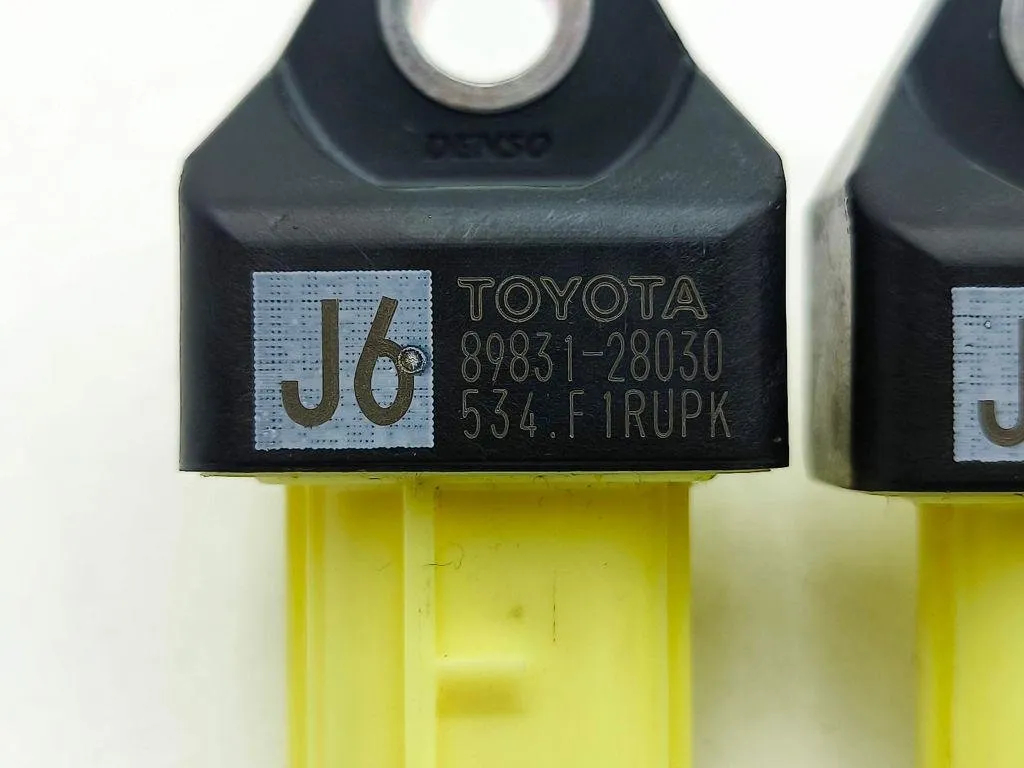 DENSO
J6
TOYOTA
89831-28030
534.F1RUPK
J